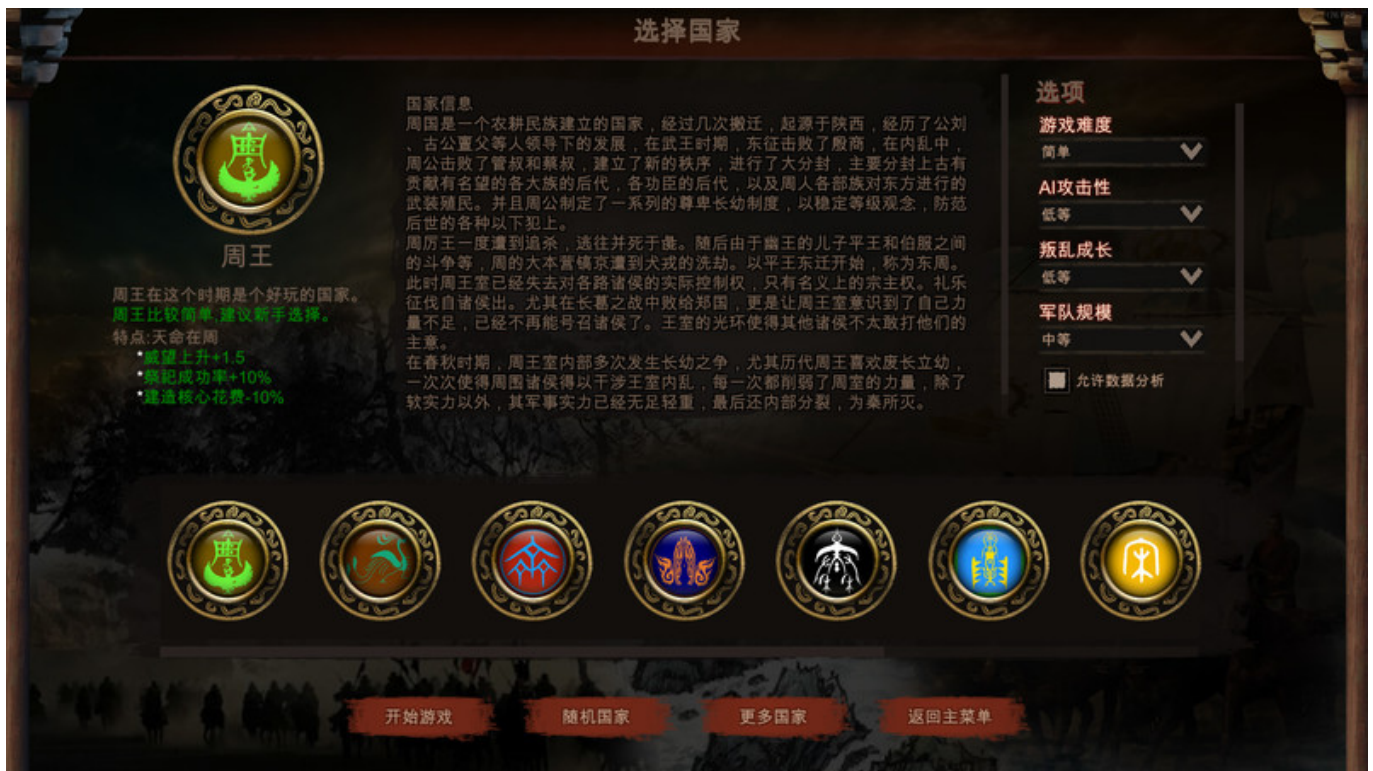 选择国家
周王
周王在这个时期是个好玩的国家。
周王比较简单,建议新手选择。
特点:天命在周
*威望上升+1.5
*祭祀成功率+10%
*建造核心花费-10%
国家信息
周国是一个农耕民族建立的国家，经过几次搬迁，起源于陕西，经历了公刘
、古公亶父等人领导下的发展，在武王时期，东征击败了殷商，在内乱中，
周公击败了管叔和蔡叔，建立了新的秩序，进行了大分封，主要分封上古有
贡献有名望的各大族的后代，各功臣的后代，以及周人各部族对东方进行的
武装殖民。并且周公制定了一系列的尊卑长幼制度，以稳定等级观念，防范
后世的各种以下犯上。
周厉王一度遭到追杀，逃往并死于彘。随后由于幽王的儿子平王和伯服之间
的斗争等，周的大本营镐京遭到犬戎的洗劫。以平王东迁开始，称为东周。
此时周王室已经失去对各路诸侯的实际控制权，只有名义上的宗主权。礼乐
征伐自诸侯出。尤其在长葛之战中败给郑国，更是让周王室意识到了自己力
量不足，已经不再能号召诸侯了。王室的光环使得其他诸侯不太敢打他们的
主意。
在春秋时期，周王室内部多次发生长幼之争，尤其历代周王喜欢废长立幼，
一次次使得周围诸侯得以干涉王室内乱，每一次都削弱了周室的力量，除了
软实力以外，其军事实力已经无足轻重，最后还内部分裂，为秦所灭。
选项
游戏难度
简单
AI攻击性
低等
叛乱成长
低等
军队规模
中等
允许数据分析
开始游戏
随机国家
更多国家
返回主菜单